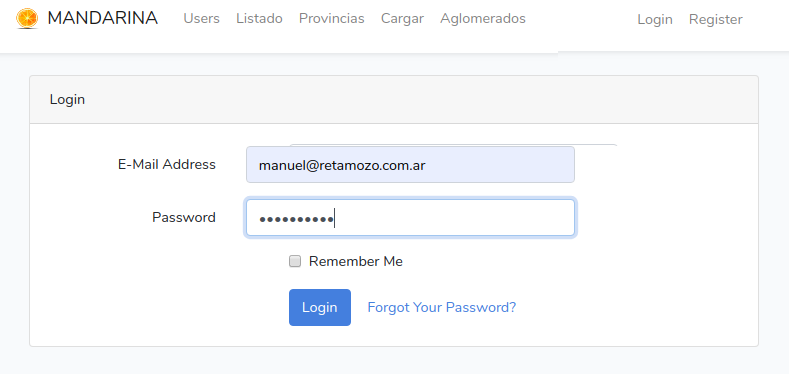 MANDARINA Users Listado Provincias Cargar Aglomerados Login Register
Login
E-Mail Address manuel@retamozo.com.ar
Password ••••••••••
Remember Me
Login Forgot Your Password?